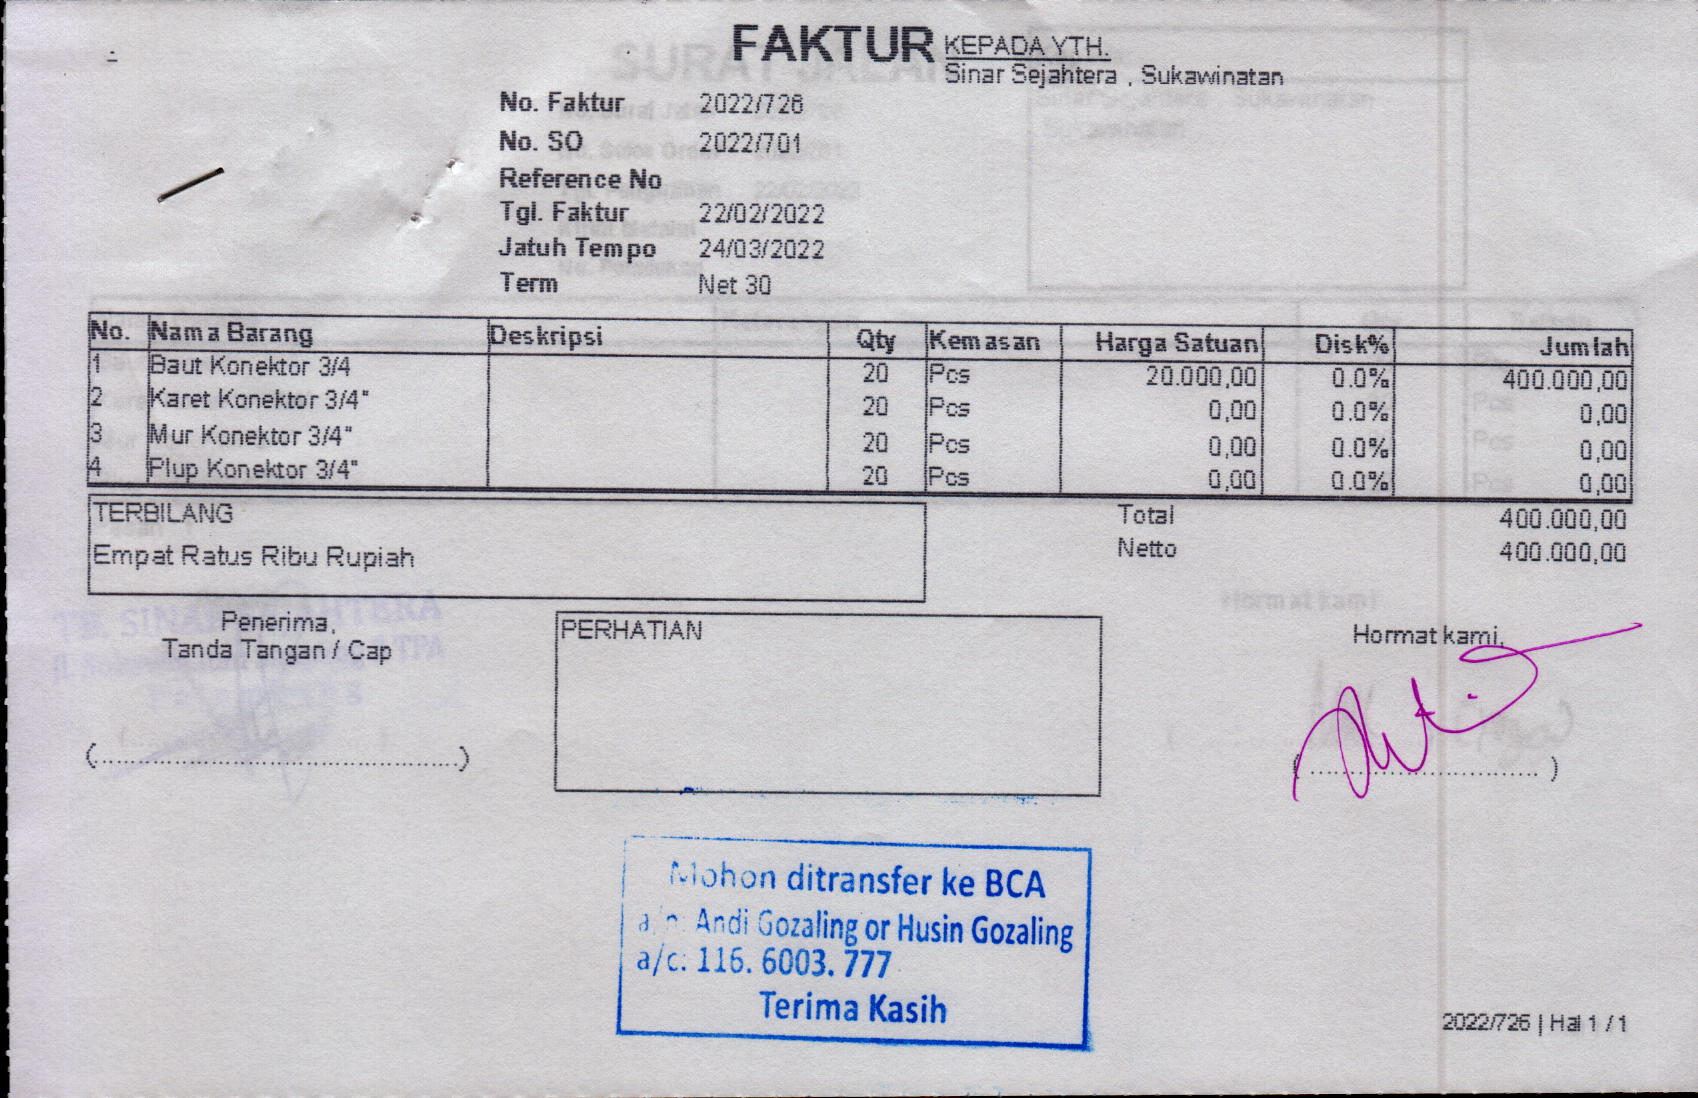 FAKTUR
KEPADA YTH.
Sinar Sejahtera , Sukawinatan
No. Faktur 2022/726
No. SO 2022/701
Reference No
Tgl. Faktur 22/02/2022
Jatuh Tempo 24/03/2022
Term Net 30
No. Nama Barang Deskripsi Qty Kemasan Harga Satuan Disk% Jumlah
1 Baut Konektor 3/4 20 Pcs 20.000,00 0.0% 400.000,00
2 Karet Konektor 3/4" 20 Pcs 0,00 0.0% 0,00
3 Mur Konektor 3/4" 20 Pcs 0,00 0.0% 0,00
4 Plup Konektor 3/4" 20 Pcs 0,00 0.0% 0,00
TERBILANG
Empat Ratus Ribu Rupiah
Total 400.000,00
Netto 400.000,00
Penerima,
Tanda Tangan / Cap
PERHATIAN
Hormat kami,
Mohon ditransfer ke BCA
a/n. Andi Gozaling or Husin Gozaling
a/c: 116. 6003. 777
Terima Kasih
2022/726 | Hal 1 / 1